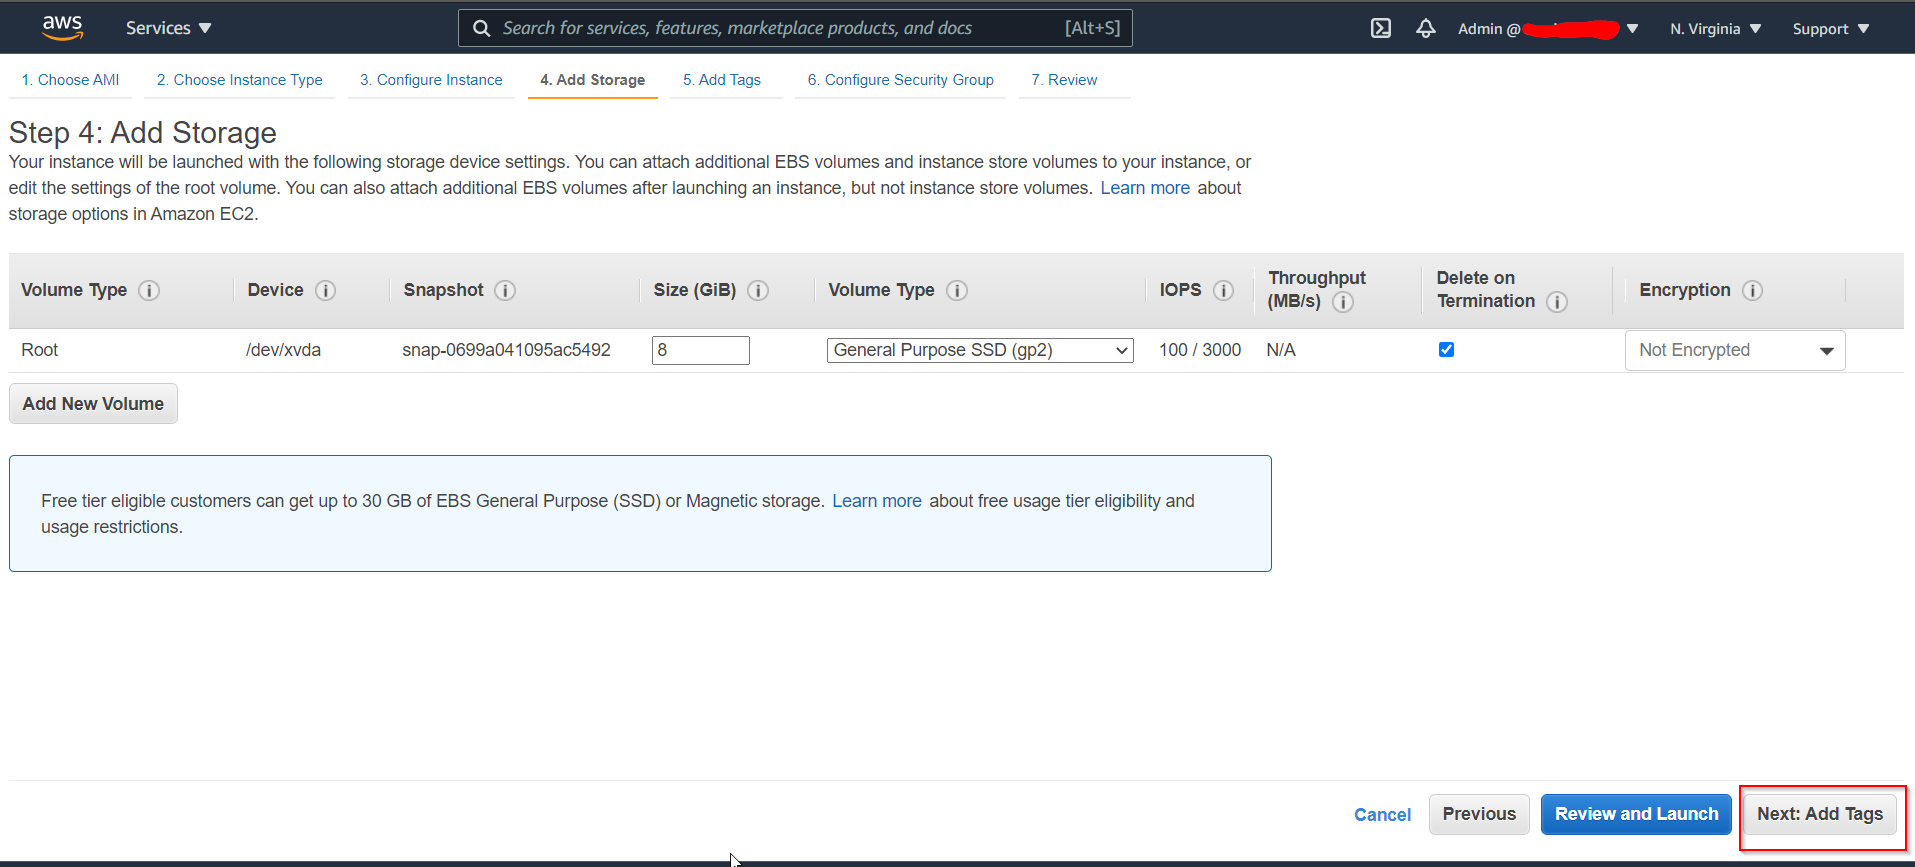 aws Services Search for services, features, marketplace products, and docs [Alt+S] Admin @ N. Virginia Support
1. Choose AMI 2. Choose Instance Type 3. Configure Instance 4. Add Storage 5. Add Tags 6. Configure Security Group 7. Review
Step 4: Add Storage
Your instance will be launched with the following storage device settings. You can attach additional EBS volumes and instance store volumes to your instance, or
edit the settings of the root volume. You can also attach additional EBS volumes after launching an instance, but not instance store volumes. Learn more about
storage options in Amazon EC2.
Volume Type Device Snapshot Size (GiB) Volume Type IOPS Throughput (MB/s) Delete on Termination Encryption
Root /dev/xvda snap-0699a041095ac5492 8 General Purpose SSD (gp2) 100 / 3000 N/A Not Encrypted
Add New Volume
Free tier eligible customers can get up to 30 GB of EBS General Purpose (SSD) or Magnetic storage. Learn more about free usage tier eligibility and
usage restrictions.
Cancel Previous Review and Launch Next: Add Tags